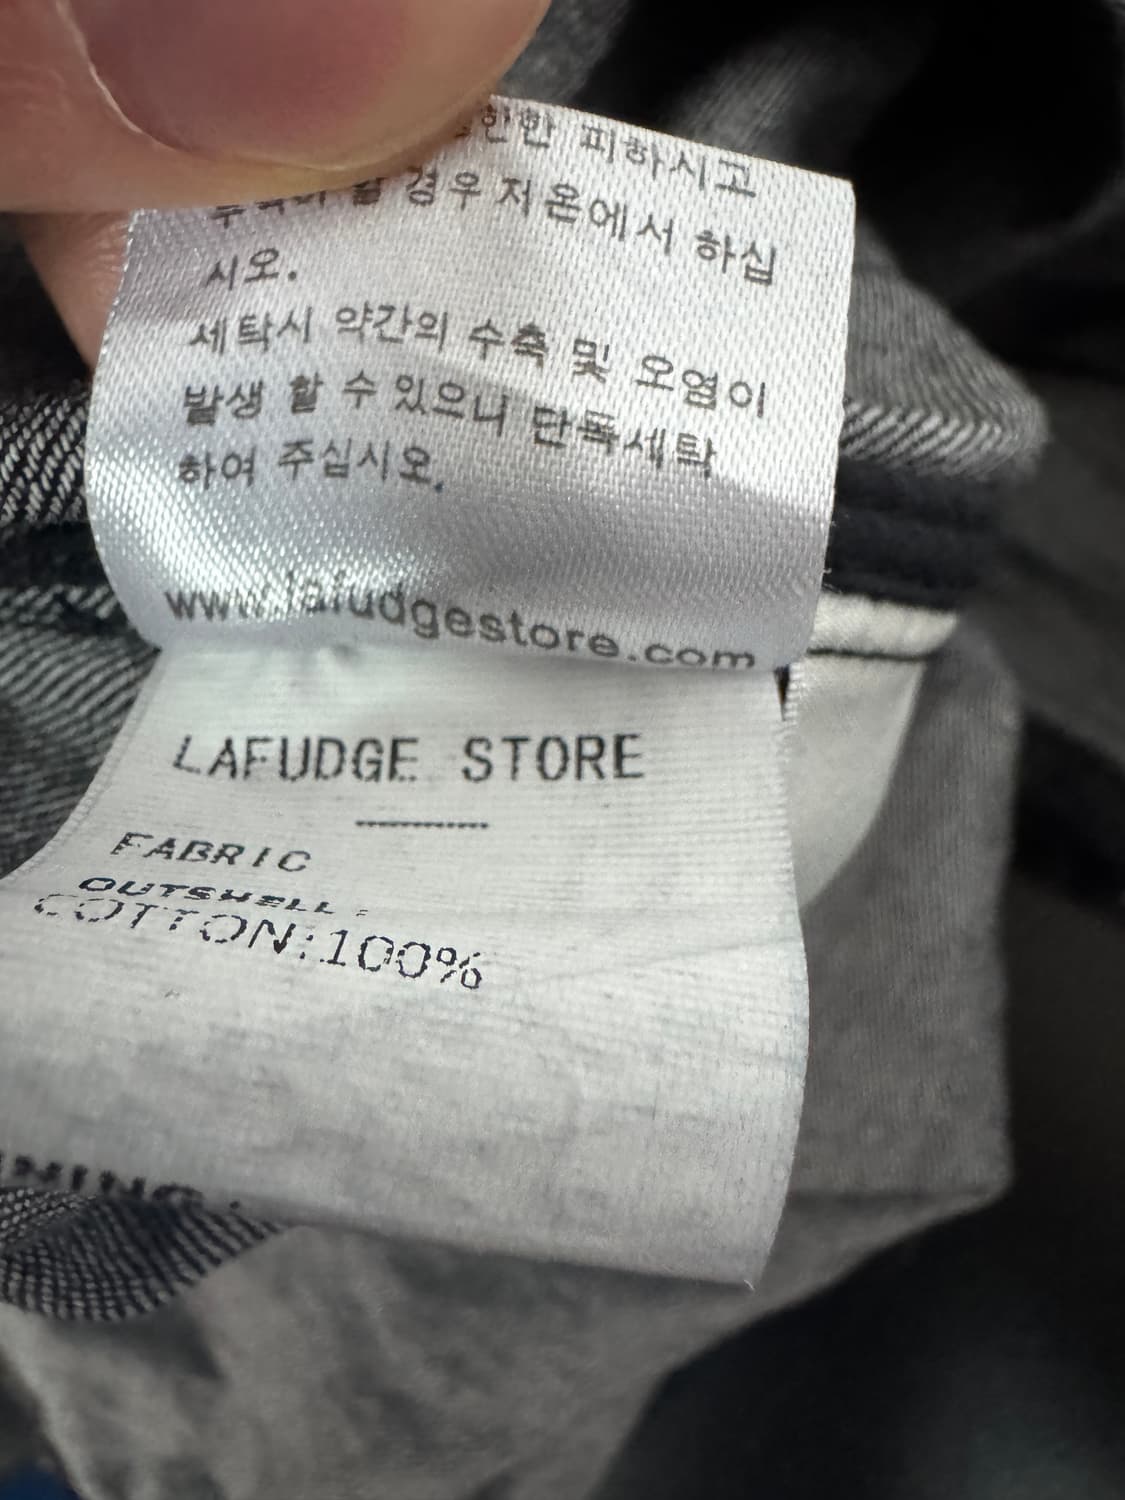 한 피하시고
경우 저온에서 하십
시오.
세탁시 약간의 수축 및 오염이
발생 할 수 있으니 단독세탁
하여 주십시오.
www.lafudgestore.com
LAFUDGE STORE
FABRIC
OUTSHELL:
COTTON:100%